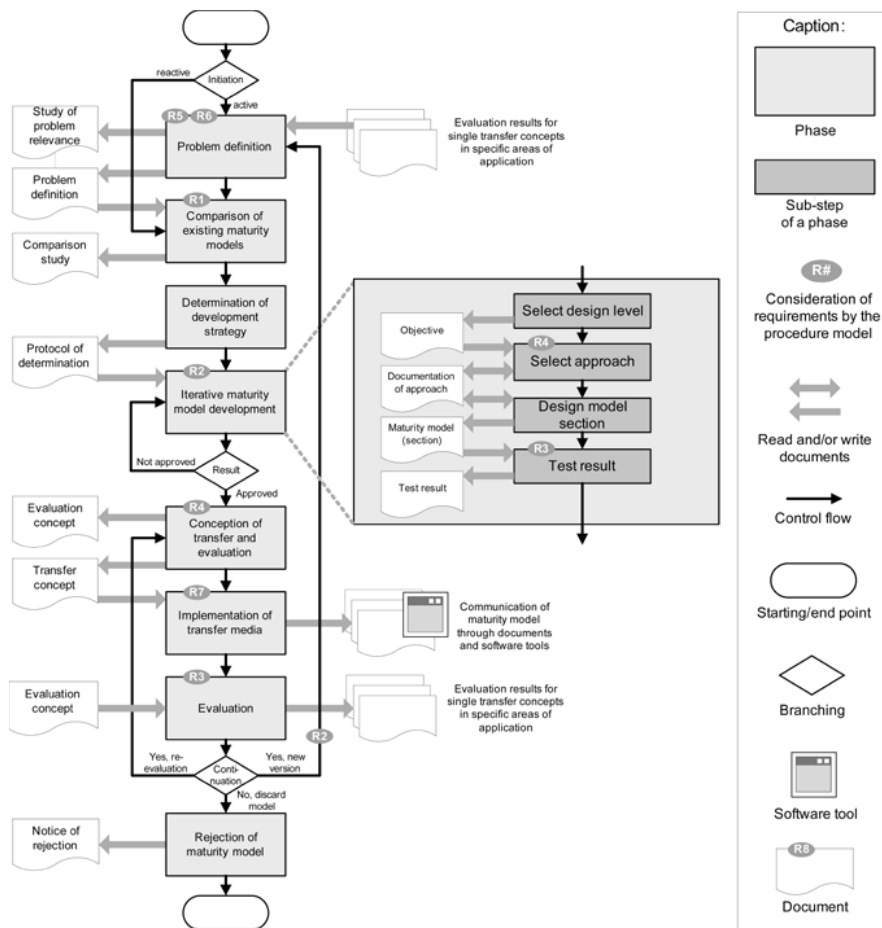 Initiation
reactive
active
R5
R6
Study of
problem
relevance
Problem definition
Evaluation results for
single transfer concepts
in specific areas of
application
Problem
definition
R1
Comparison of
existing maturity
models
Comparison
study
Determination of
development
strategy
Protocol of
determination
R2
Iterative maturity
model development
Not approved
Result
Approved
Evaluation
concept
R4
Conception of
transfer and
evaluation
Transfer
concept
R7
Implementation of
transfer media
Communication of
maturity model
through documents
and software tools
R3
Evaluation
concept
Evaluation
Evaluation results for
single transfer concepts
in specific areas of
application
R2
Yes, re-
evaluation
Conti-
nuation
Yes, new
version
No, discard
model
Notice of
rejection
Rejection of
maturity model
Select design level
Objective
R4
Select approach
Documentation
of approach
Design model
section
Maturity model
(section)
R3
Test result
Test result
Caption:
Phase
Sub-step
of a phase
R#
Consideration of
requirements by the
procedure model
Read and/or write
documents
Control flow
Starting/end point
Branching
Software tool
R8
Document